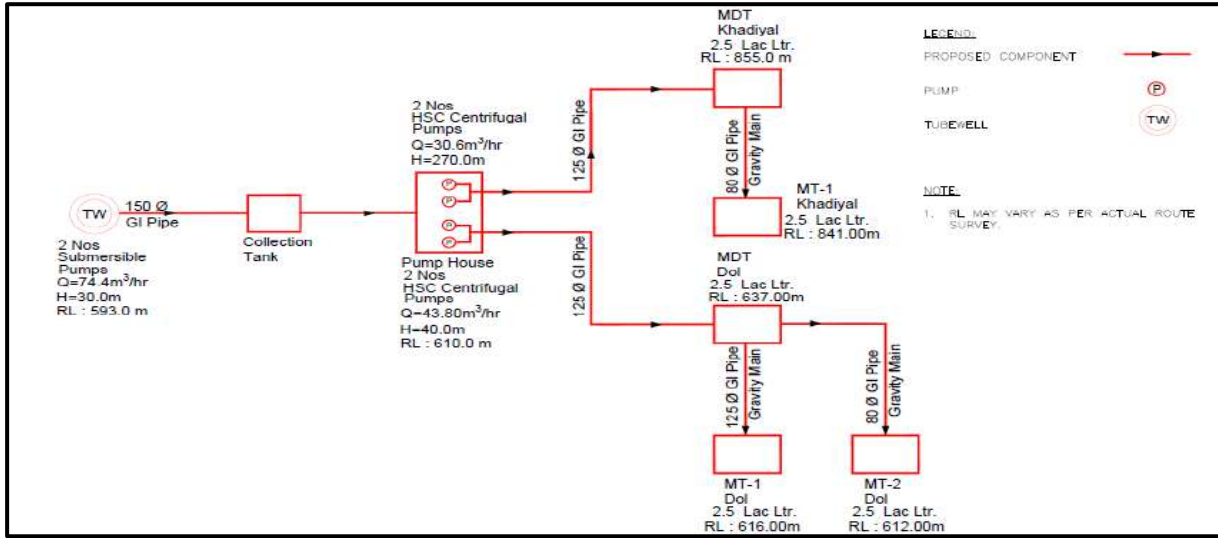 MDT
Khadiyal
2.5 Lac Ltr.
RL : 855.0 m
125 Ø GI Pipe
80 Ø GI Pipe
Gravity Main
MT-1
Khadiyal
2.5 Lac Ltr.
RL : 841.00m
2 Nos
HSC Centrifugal
Pumps
Q=30.6m³/hr
H=270.0m
P
P
P
P
Pump House
2 Nos
HSC Centrifugal
Pumps
Q=43.80m³/hr
H=40.0m
RL : 610.0 m
TW
150 Ø
GI Pipe
2 Nos
Submersible
Pumps
Q=74.4m³/hr
H=30.0m
RL : 593.0 m
Collection
Tank
125 Ø GI Pipe
MDT
Dol
2.5 Lac Ltr.
RL : 637.00m
125 Ø GI Pipe
Gravity Main
80 Ø GI Pipe
Gravity Main
MT-1
Dol
2.5 Lac Ltr.
RL : 616.00m
MT-2
Dol
2.5 Lac Ltr.
RL : 612.00m
LEGEND:
PROPOSED COMPONENT
PUMP
P
TUBEWELL
TW
NOTE:
1. RL MAY VARY AS PER ACTUAL ROUTE
SURVEY.